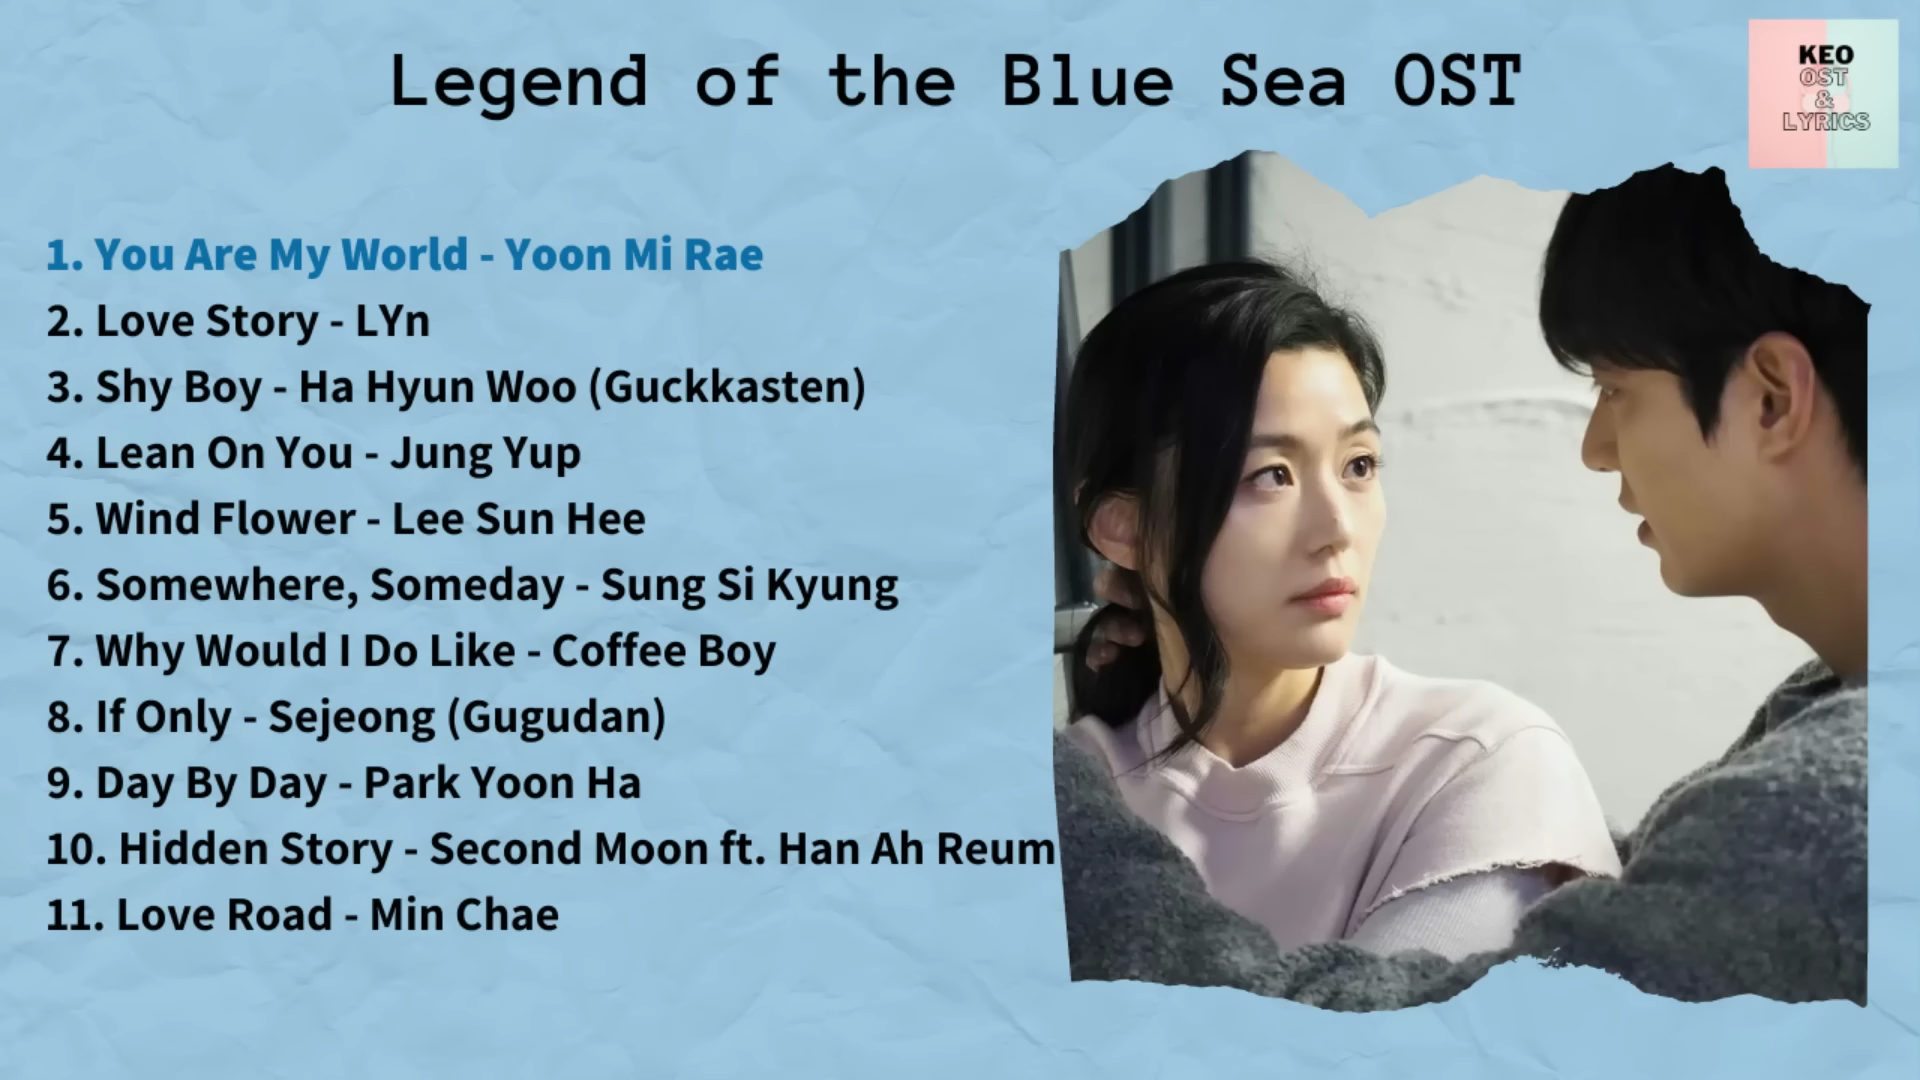 Legend of the Blue Sea OST
KEO
OST
&
LYRICS
1. You Are My World - Yoon Mi Rae
2. Love Story - LYn
3. Shy Boy - Ha Hyun Woo (Guckkasten)
4. Lean On You - Jung Yup
5. Wind Flower - Lee Sun Hee
6. Somewhere, Someday - Sung Si Kyung
7. Why Would I Do Like - Coffee Boy
8. If Only - Sejeong (Gugudan)
9. Day By Day - Park Yoon Ha
10. Hidden Story - Second Moon ft. Han Ah Reum
11. Love Road - Min Chae